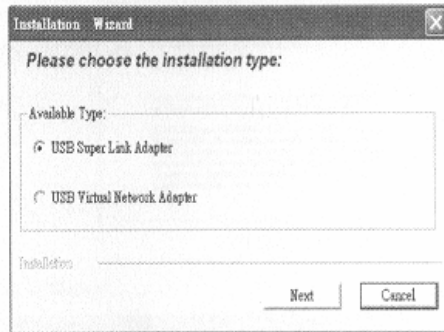 Installation Wizard
Please choose the installation type:
Available Type:
USB Super Link Adapter
USB Virtual Network Adapter
Installation
Next Cancel